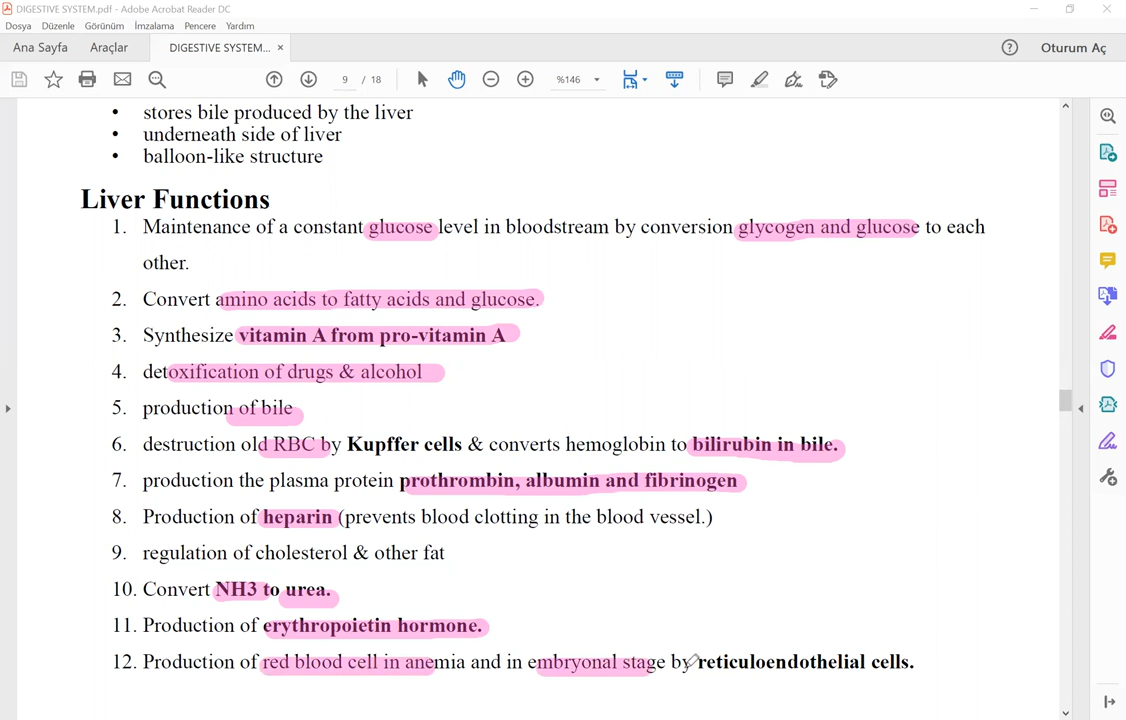 DIGESTIVE SYSTEM.pdf - Adobe Acrobat Reader DC
Dosya Düzenle Görünüm İmzalama Pencere Yardım
Ana Sayfa Araçlar DIGESTIVE SYSTEM... × Oturum Aç
9 / 18 %146
• stores bile produced by the liver
• underneath side of liver
• balloon-like structure
Liver Functions
1. Maintenance of a constant glucose level in bloodstream by conversion glycogen and glucose to each
other.
2. Convert amino acids to fatty acids and glucose.
3. Synthesize vitamin A from pro-vitamin A
4. detoxification of drugs & alcohol
5. production of bile
6. destruction old RBC by Kupffer cells & converts hemoglobin to bilirubin in bile.
7. production the plasma protein prothrombin, albumin and fibrinogen
8. Production of heparin (prevents blood clotting in the blood vessel.)
9. regulation of cholesterol & other fat
10. Convert NH3 to urea.
11. Production of erythropoietin hormone.
12. Production of red blood cell in anemia and in embryonal stage by reticuloendothelial cells.